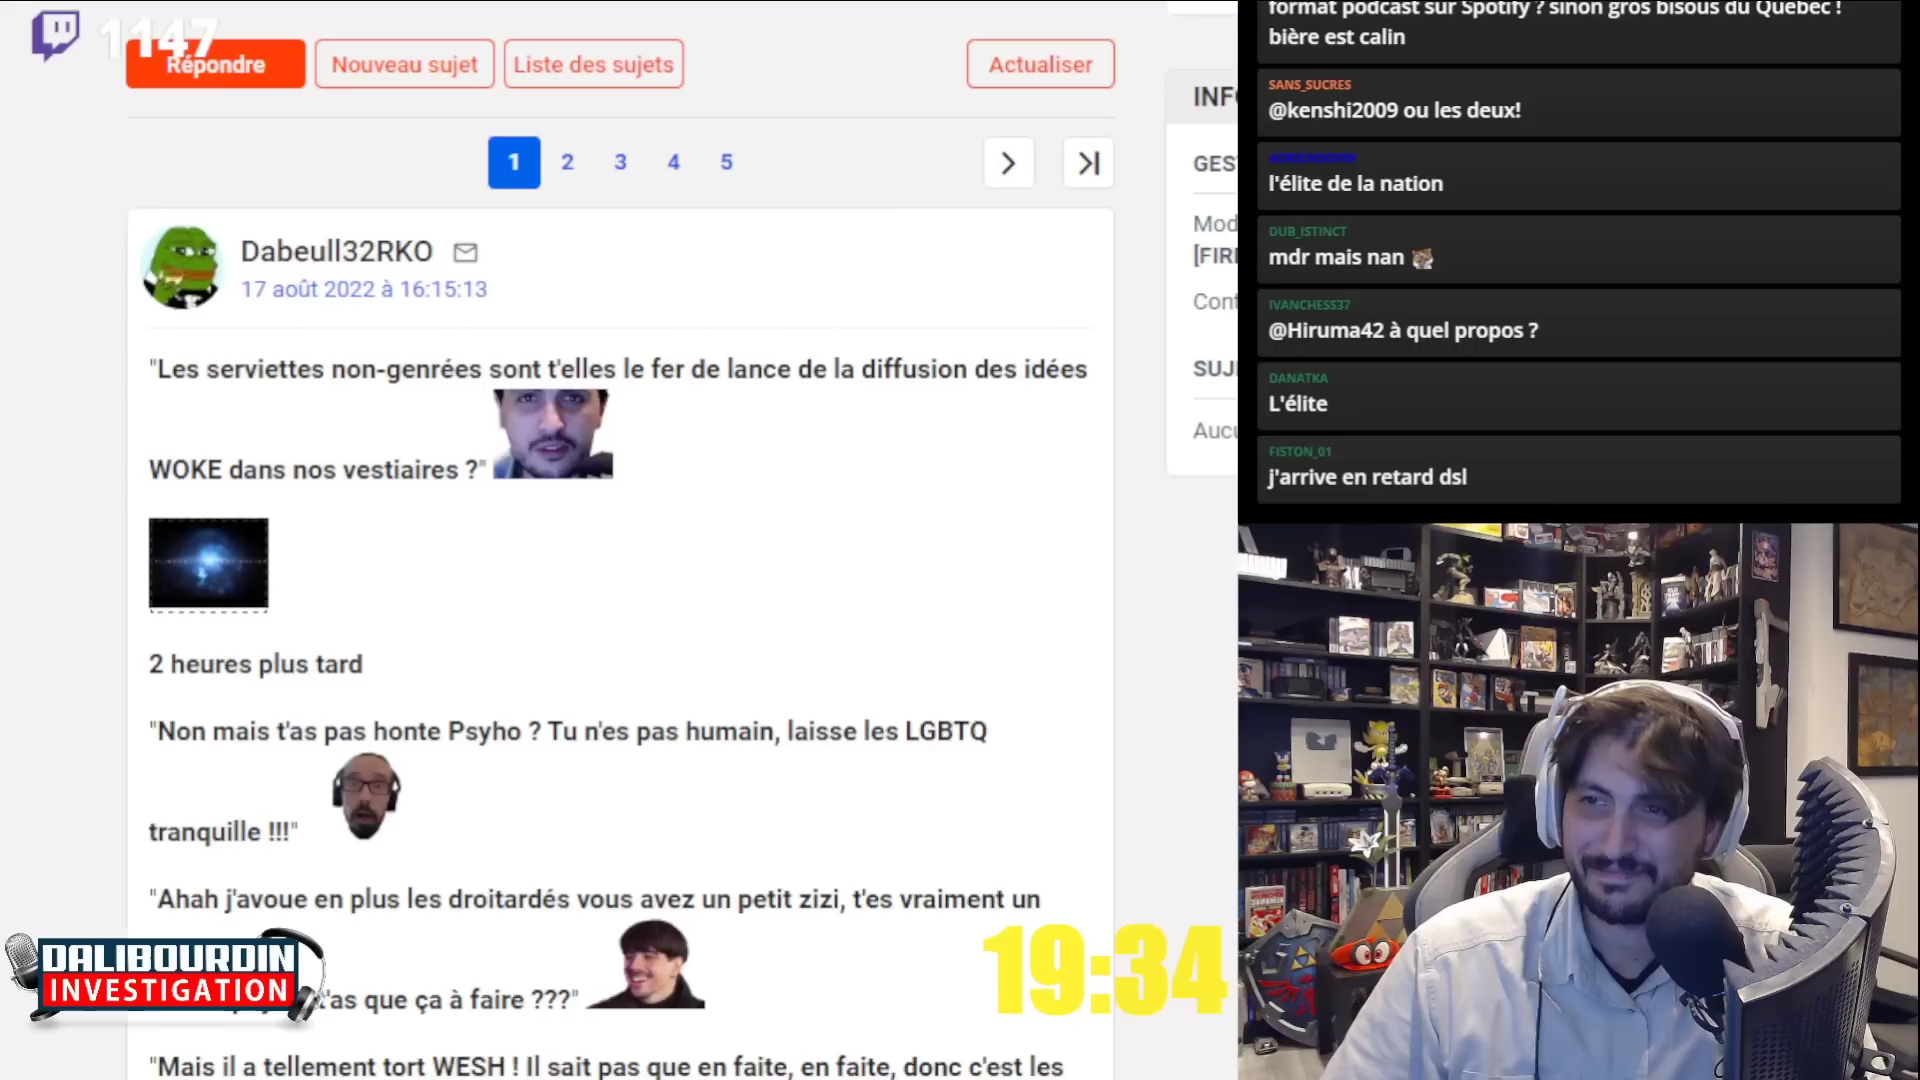 1147
Répondre
Nouveau sujet
Liste des sujets
Actualiser
1 2 3 4 5
Dabeull32RKO
17 août 2022 à 16:15:13
"Les serviettes non-genrées sont t'elles le fer de lance de la diffusion des idées
WOKE dans nos vestiaires ?"
2 heures plus tard
"Non mais t'as pas honte Psyho ? Tu n'es pas humain, laisse les LGBTQ
tranquille !!!"
"Ahah j'avoue en plus les droitardés vous avez un petit zizi, t'es vraiment un
t'as que ça à faire ???"
"Mais il a tellement tort WESH ! Il sait pas que en faite, en faite, donc c'est les
DALIBOURDIN
INVESTIGATION
19:34
INF
GES
Mod
[FIR
Cont
SUJ
Aucu
format podcast sur Spotify ? sinon gros bisous du Québec !
bière est calin
SANS_SUCRES
@kenshi2009 ou les deux!
l'élite de la nation
DUB_ISTINCT
mdr mais nan
IVANCHESS37
@Hiruma42 à quel propos ?
DANATKA
L'élite
FISTON_01
j'arrive en retard dsl